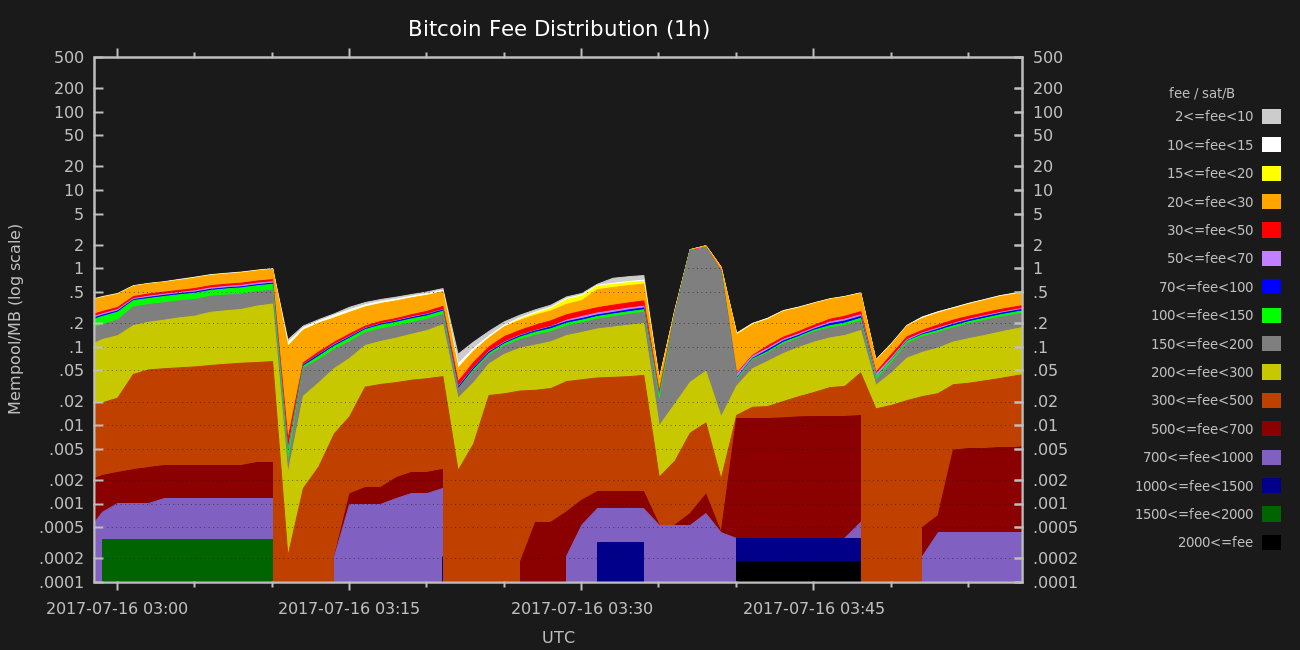 Bitcoin Fee Distribution (1h)
500
200
100
50
20
10
5
2
1
.5
.2
.1
.05
.02
.01
.005
.002
.001
.0005
.0002
.0001
Mempool/MB (log scale)
500
200
100
50
20
10
5
2
1
.5
.2
.1
.05
.02
.01
.005
.002
.001
.0005
.0002
.0001
2017-07-16 03:00
2017-07-16 03:15
2017-07-16 03:30
2017-07-16 03:45
UTC
fee / sat/B
2<=fee<10
10<=fee<15
15<=fee<20
20<=fee<30
30<=fee<50
50<=fee<70
70<=fee<100
100<=fee<150
150<=fee<200
200<=fee<300
300<=fee<500
500<=fee<700
700<=fee<1000
1000<=fee<1500
1500<=fee<2000
2000<=fee